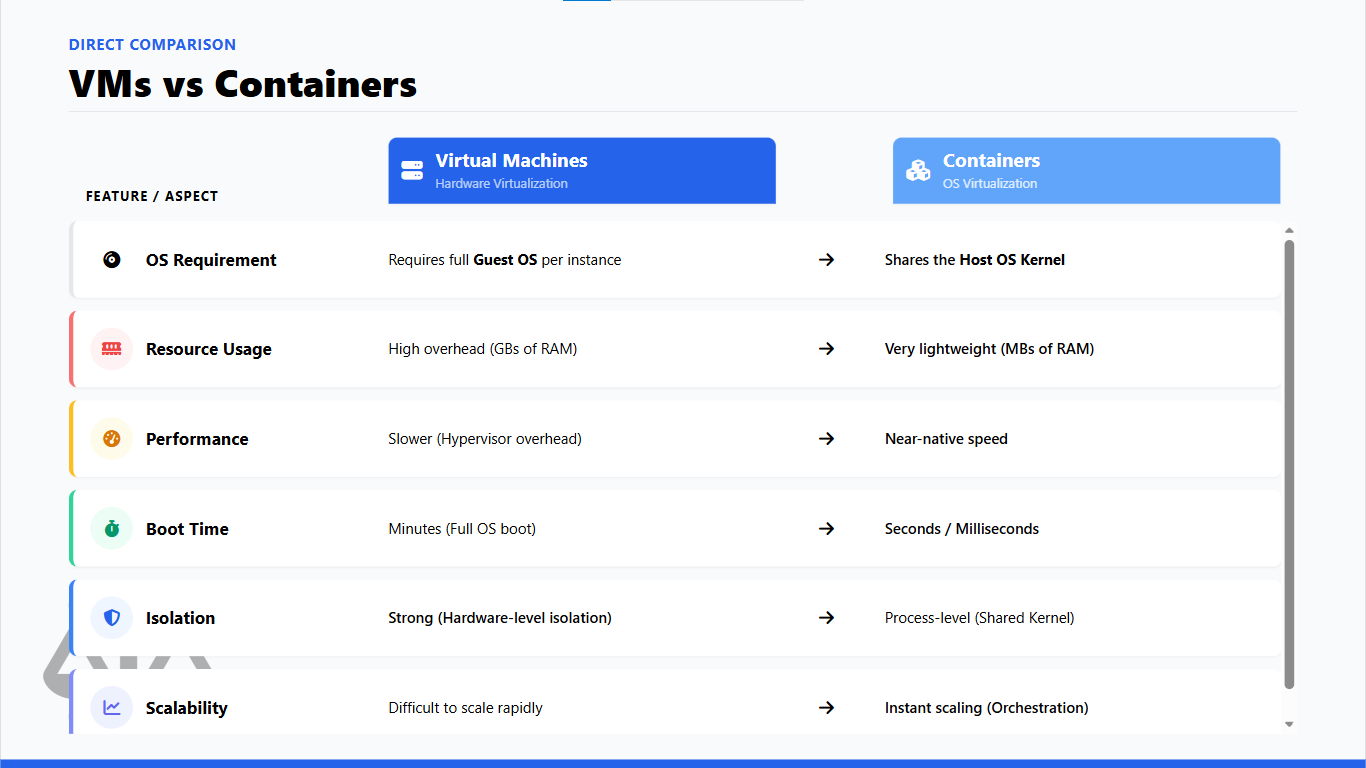 DIRECT COMPARISON
VMs vs Containers
FEATURE / ASPECT
Virtual Machines
Hardware Virtualization
Containers
OS Virtualization
OS Requirement
Requires full Guest OS per instance
Shares the Host OS Kernel
Resource Usage
High overhead (GBs of RAM)
Very lightweight (MBs of RAM)
Performance
Slower (Hypervisor overhead)
Near-native speed
Boot Time
Minutes (Full OS boot)
Seconds / Milliseconds
Isolation
Strong (Hardware-level isolation)
Process-level (Shared Kernel)
Scalability
Difficult to scale rapidly
Instant scaling (Orchestration)